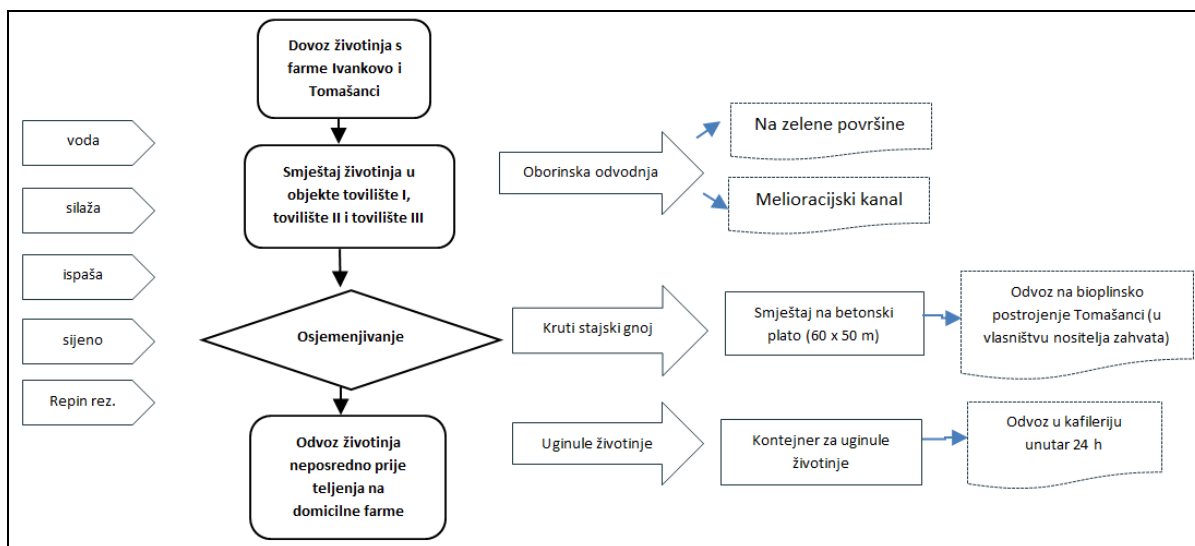 voda
silaža
ispaša
sijeno
Repin rez.
Dovoz životinja s
farme Ivankovo i
Tomašanci
Smještaj životinja u
objekte tovilište I,
tovilište II i tovilište III
Osjemenjivanje
Odvoz životinja
neposredno prije
teljenja na
domicilne farme
Oborinska odvodnja
Na zelene površine
Melioracijski kanal
Kruti stajski gnoj
Smještaj na betonski
plato (60 x 50 m)
Odvoz na bioplinsko
postrojenje Tomašanci (u
vlasništvu nositelja zahvata)
Uginule životinje
Kontejner za uginule
životinje
Odvoz u kafileriju
unutar 24 h